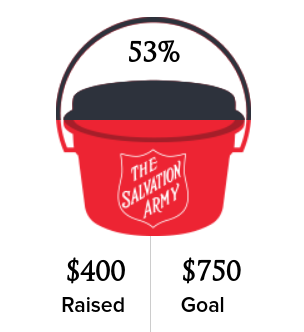 53%
THE
SALVATION
ARMY
$400
Raised
$750
Goal